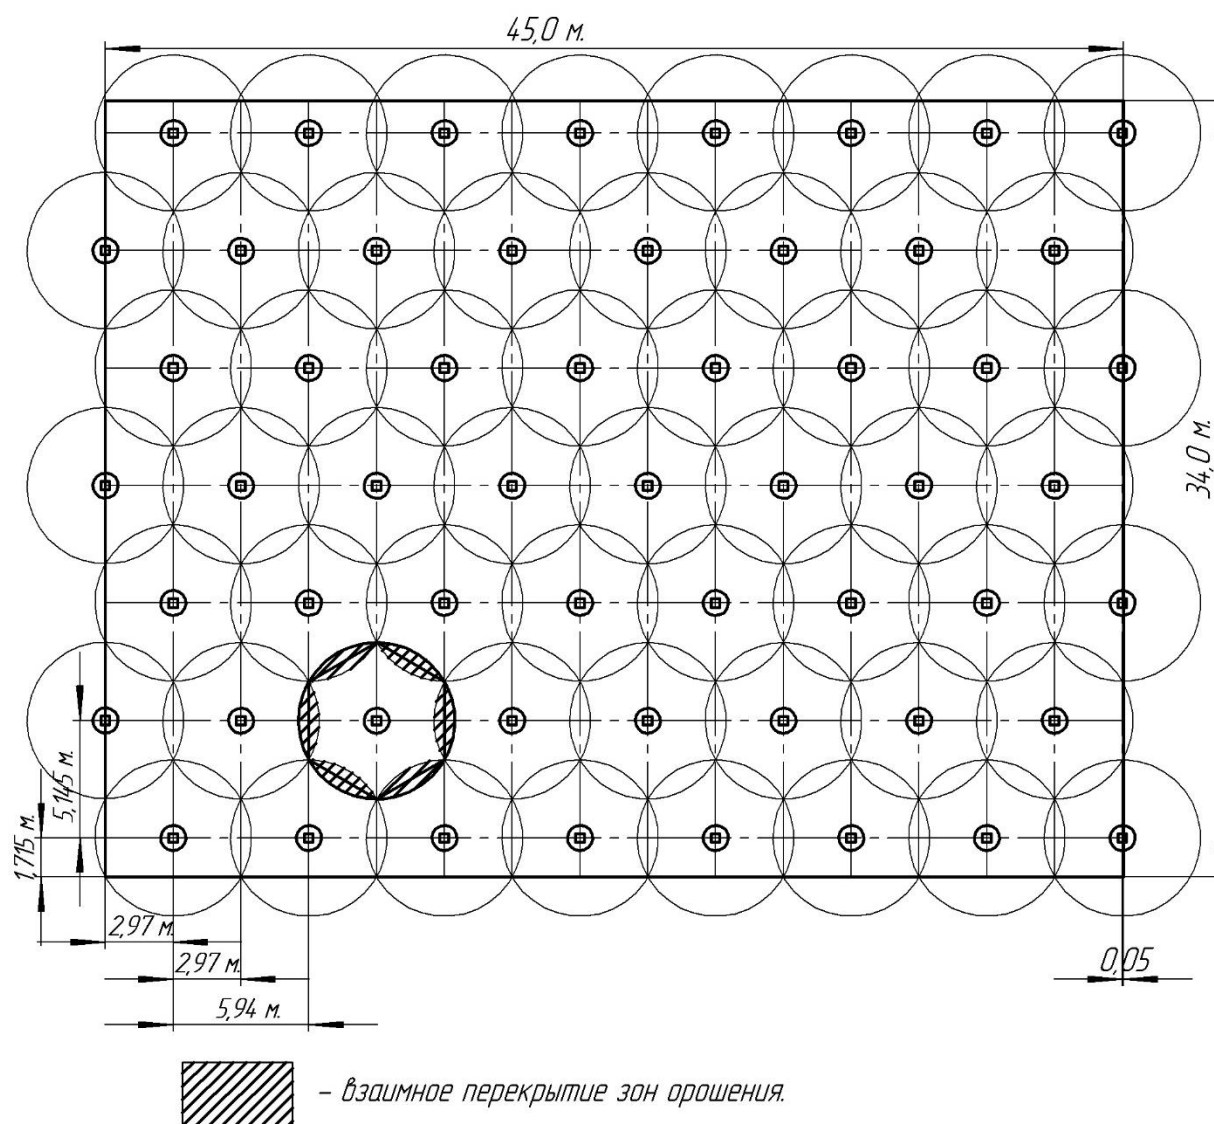 45,0 м.
34,0 м.
5,145 м.
1,715 м.
2,97 м.
2,97 м.
5,94 м.
0,05
– взаимное перекрытие зон орошения.